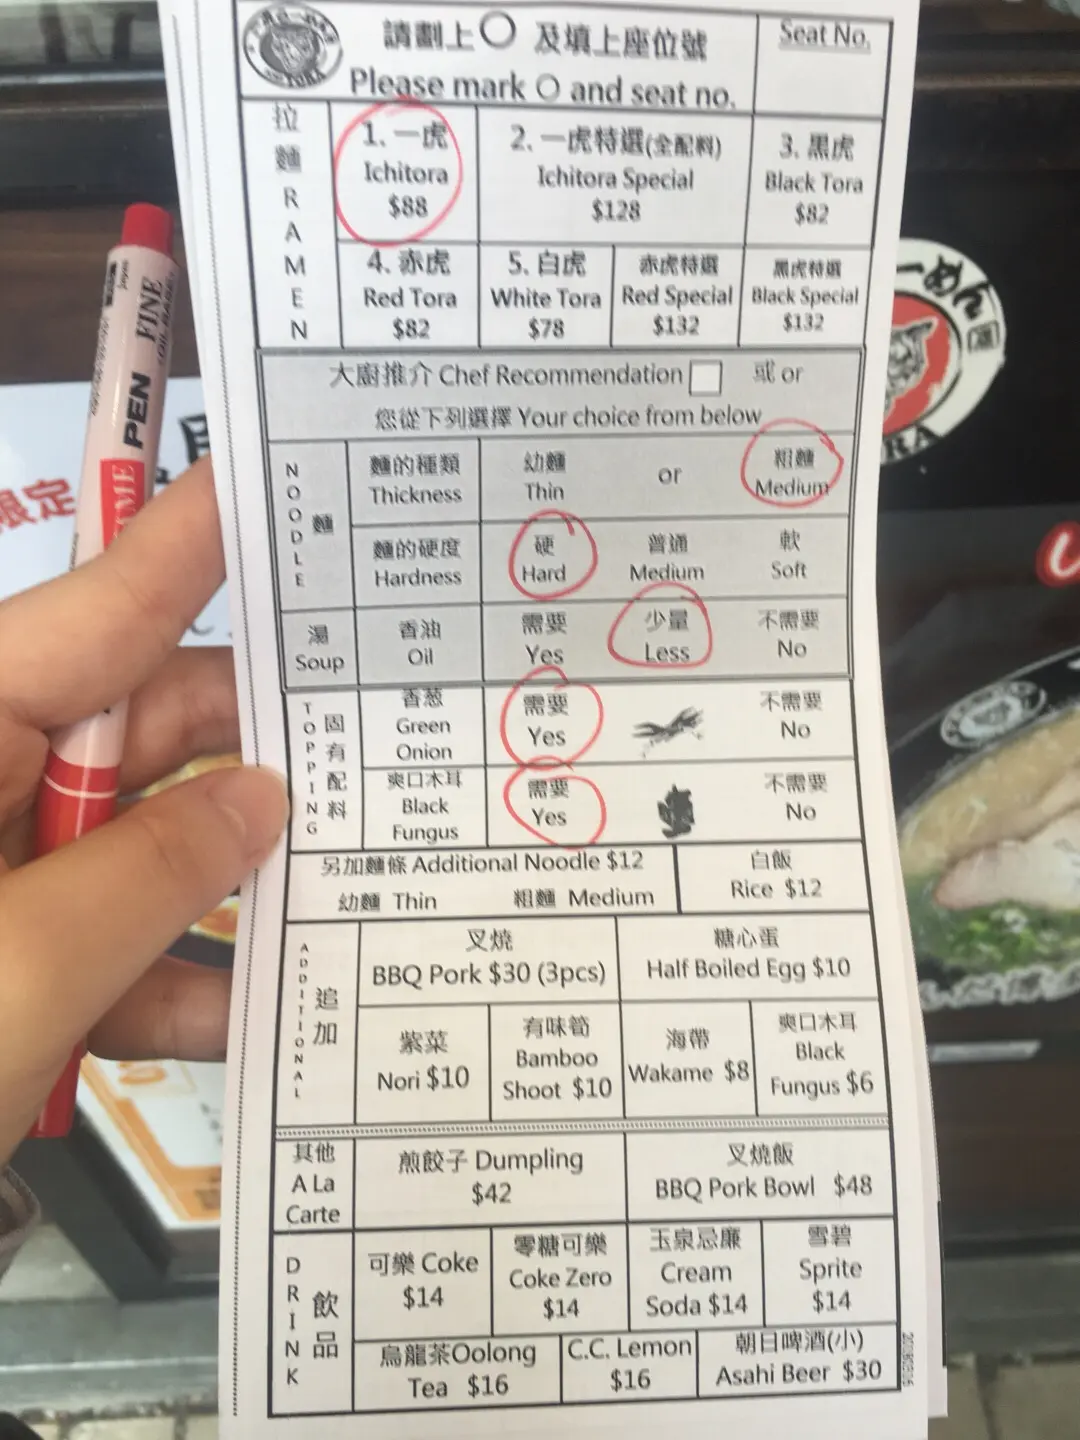 請劃上○ 及填上座位號
Please mark ○ and seat no.
Seat No.
TORA
拉麵 RAMEN
1. 一虎
Ichitora
$88
2. 一虎特選(全配料)
Ichitora Special
$128
3. 黑虎
Black Tora
$82
4. 赤虎
Red Tora
$82
5. 白虎
White Tora
$78
赤虎特選
Red Special
$132
黑虎特選
Black Special
$132
大廚推介 Chef Recommendation 或 or
您從下列選擇 Your choice from below
NOODLE 麵
麵的種類
Thickness
幼麵
Thin
or
粗麵
Medium
麵的硬度
Hardness
硬
Hard
普通
Medium
軟
Soft
湯
Soup
香油
Oil
需要
Yes
少量
Less
不需要
No
TOPPING 固有配料
香葱
Green
Onion
需要
Yes
不需要
No
爽口木耳
Black
Fungus
需要
Yes
不需要
No
另加麵條 Additional Noodle $12
幼麵 Thin 粗麵 Medium
白飯
Rice $12
ADDITIONAL 追加
叉燒
BBQ Pork $30 (3pcs)
糖心蛋
Half Boiled Egg $10
紫菜
Nori $10
有味筍
Bamboo
Shoot $10
海帶
Wakame $8
爽口木耳
Black
Fungus $6
其他
A La
Carte
煎餃子 Dumpling
$42
叉燒飯
BBQ Pork Bowl $48
DRINK 飲品
可樂 Coke
$14
零糖可樂
Coke Zero
$14
玉泉忌廉
Cream
Soda $14
雪碧
Sprite
$14
烏龍茶Oolong
Tea $16
C.C. Lemon
$16
朝日啤酒(小)
Asahi Beer $30
PEN FINE
限定
らーめん